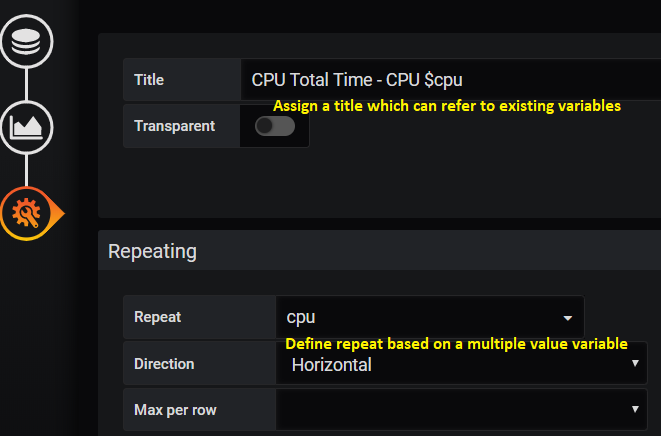 Title
CPU Total Time - CPU $cpu
Assign a title which can refer to existing variables
Transparent
Repeating
Repeat
cpu
Define repeat based on a multiple value variable
Direction
Horizontal
Max per row